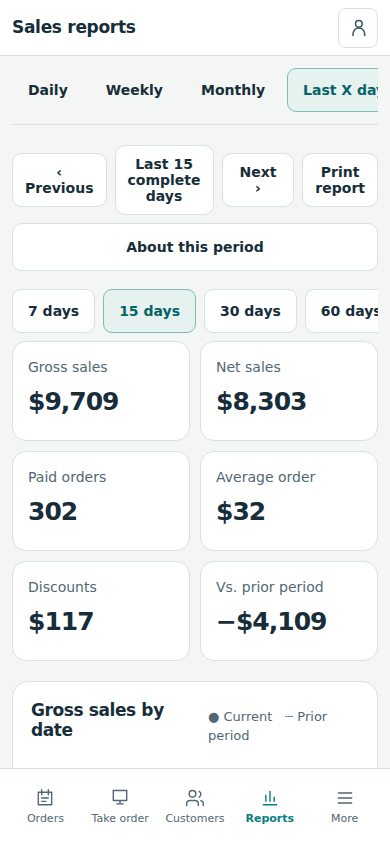 Sales reports
Daily Weekly Monthly Last X day
‹ Previous
Last 15 complete days
Next ›
Print report
About this period
7 days 15 days 30 days 60 days
Gross sales
$9,709
Net sales
$8,303
Paid orders
302
Average order
$32
Discounts
$117
Vs. prior period
−$4,109
Gross sales by
date
● Current ┄ Prior
period
Orders Take order Customers Reports More